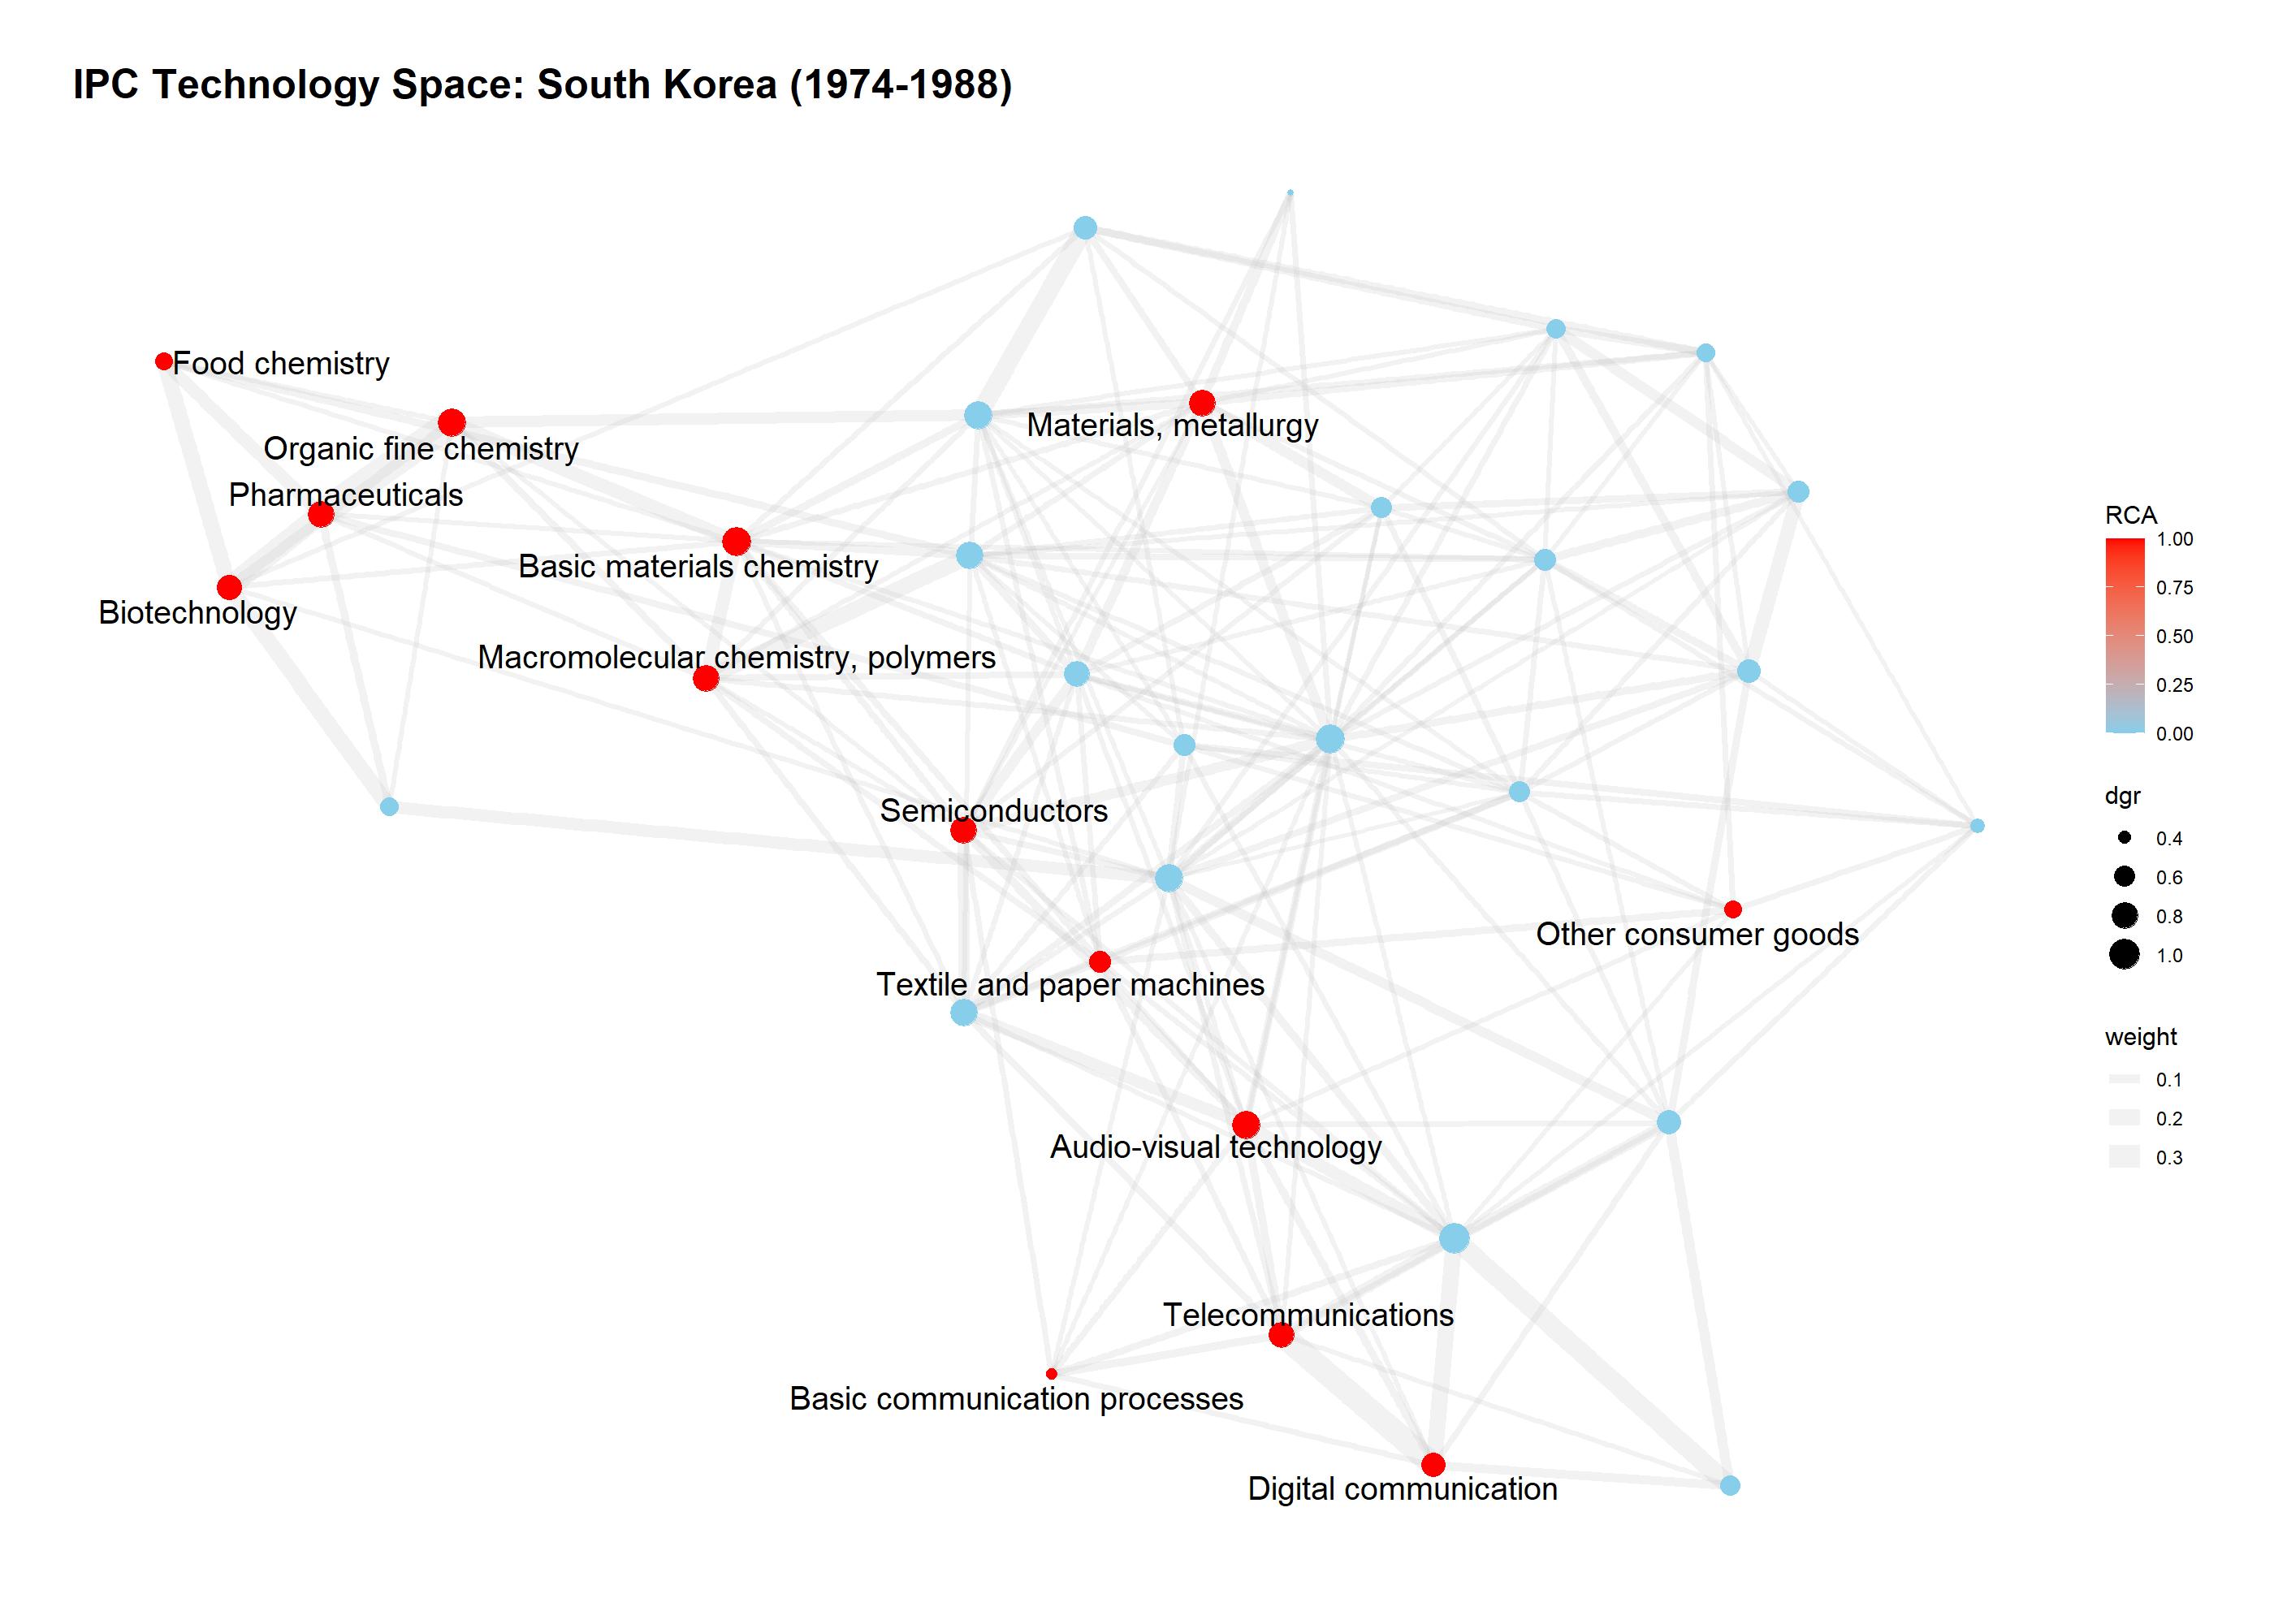 IPC Technology Space: South Korea (1974-1988)
Food chemistry
Materials, metallurgy
Organic fine chemistry
Pharmaceuticals
Basic materials chemistry
Biotechnology
Macromolecular chemistry, polymers
Semiconductors
Other consumer goods
Textile and paper machines
Audio-visual technology
Telecommunications
Basic communication processes
Digital communication
RCA
1.00
0.75
0.50
0.25
0.00
dgr
0.4
0.6
0.8
1.0
weight
0.1
0.2
0.3